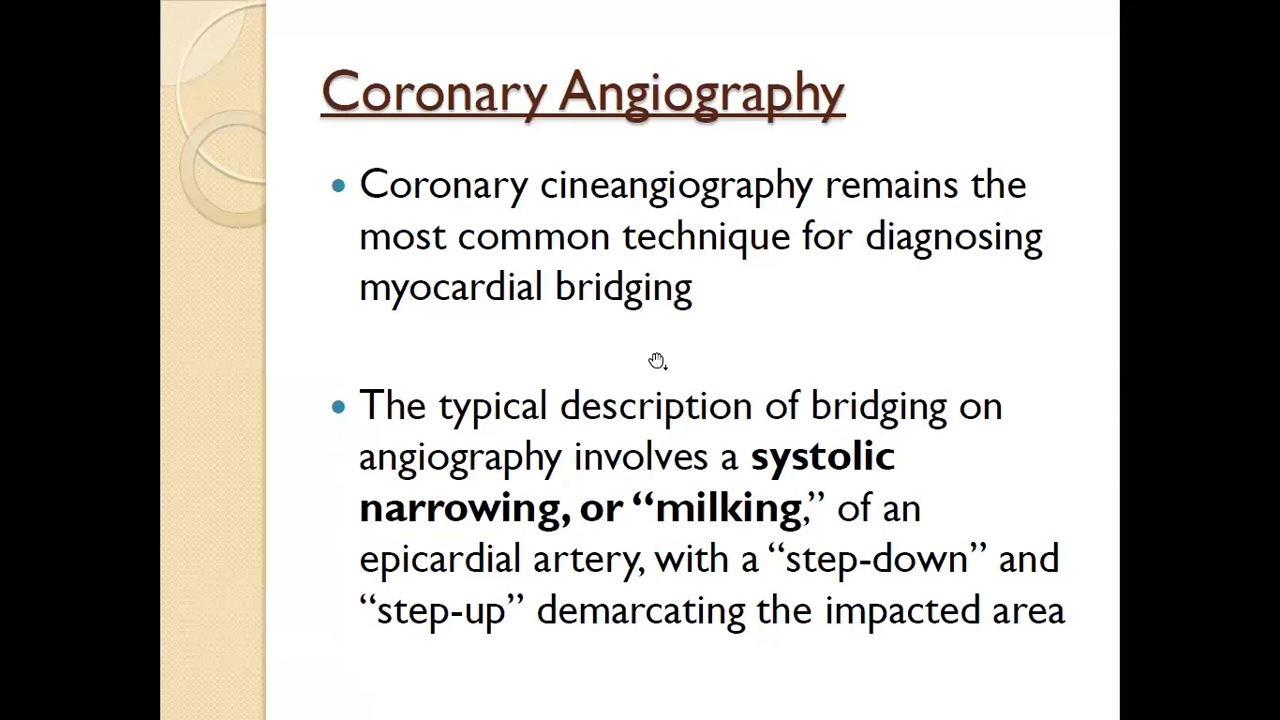 Coronary Angiography
• Coronary cineangiography remains the
most common technique for diagnosing
myocardial bridging
• The typical description of bridging on
angiography involves a systolic
narrowing, or “milking,” of an
epicardial artery, with a “step-down” and
“step-up” demarcating the impacted area